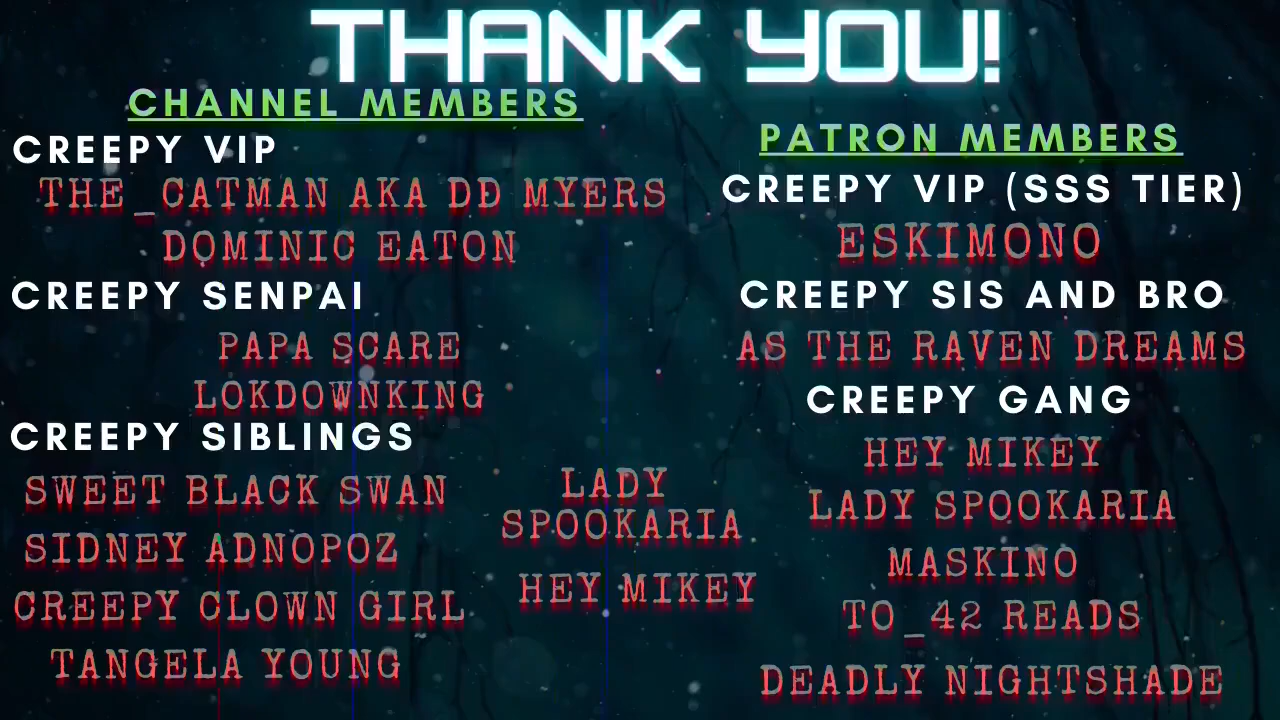 THANK YOU!
CHANNEL MEMBERS
CREEPY VIP
THE_CATMAN AKA DĐ MYERS
DOMINIC EATON
CREEPY SENPAI
PAPA SCARE
LOKDOWNKING
CREEPY SIBLINGS
SWEET BLACK SWAN
SIDNEY ADNOPOZ
CREEPY CLOWN GIRL
TANGELA YOUNG
LADY
SPOOKARIA
HEY MIKEY
PATRON MEMBERS
CREEPY VIP (SSS TIER)
ESKIMONO
CREEPY SIS AND BRO
AS THE RAVEN DREAMS
CREEPY GANG
HEY MIKEY
LADY SPOOKARIA
MASKINO
TO_42 READS
DEADLY NIGHTSHADE